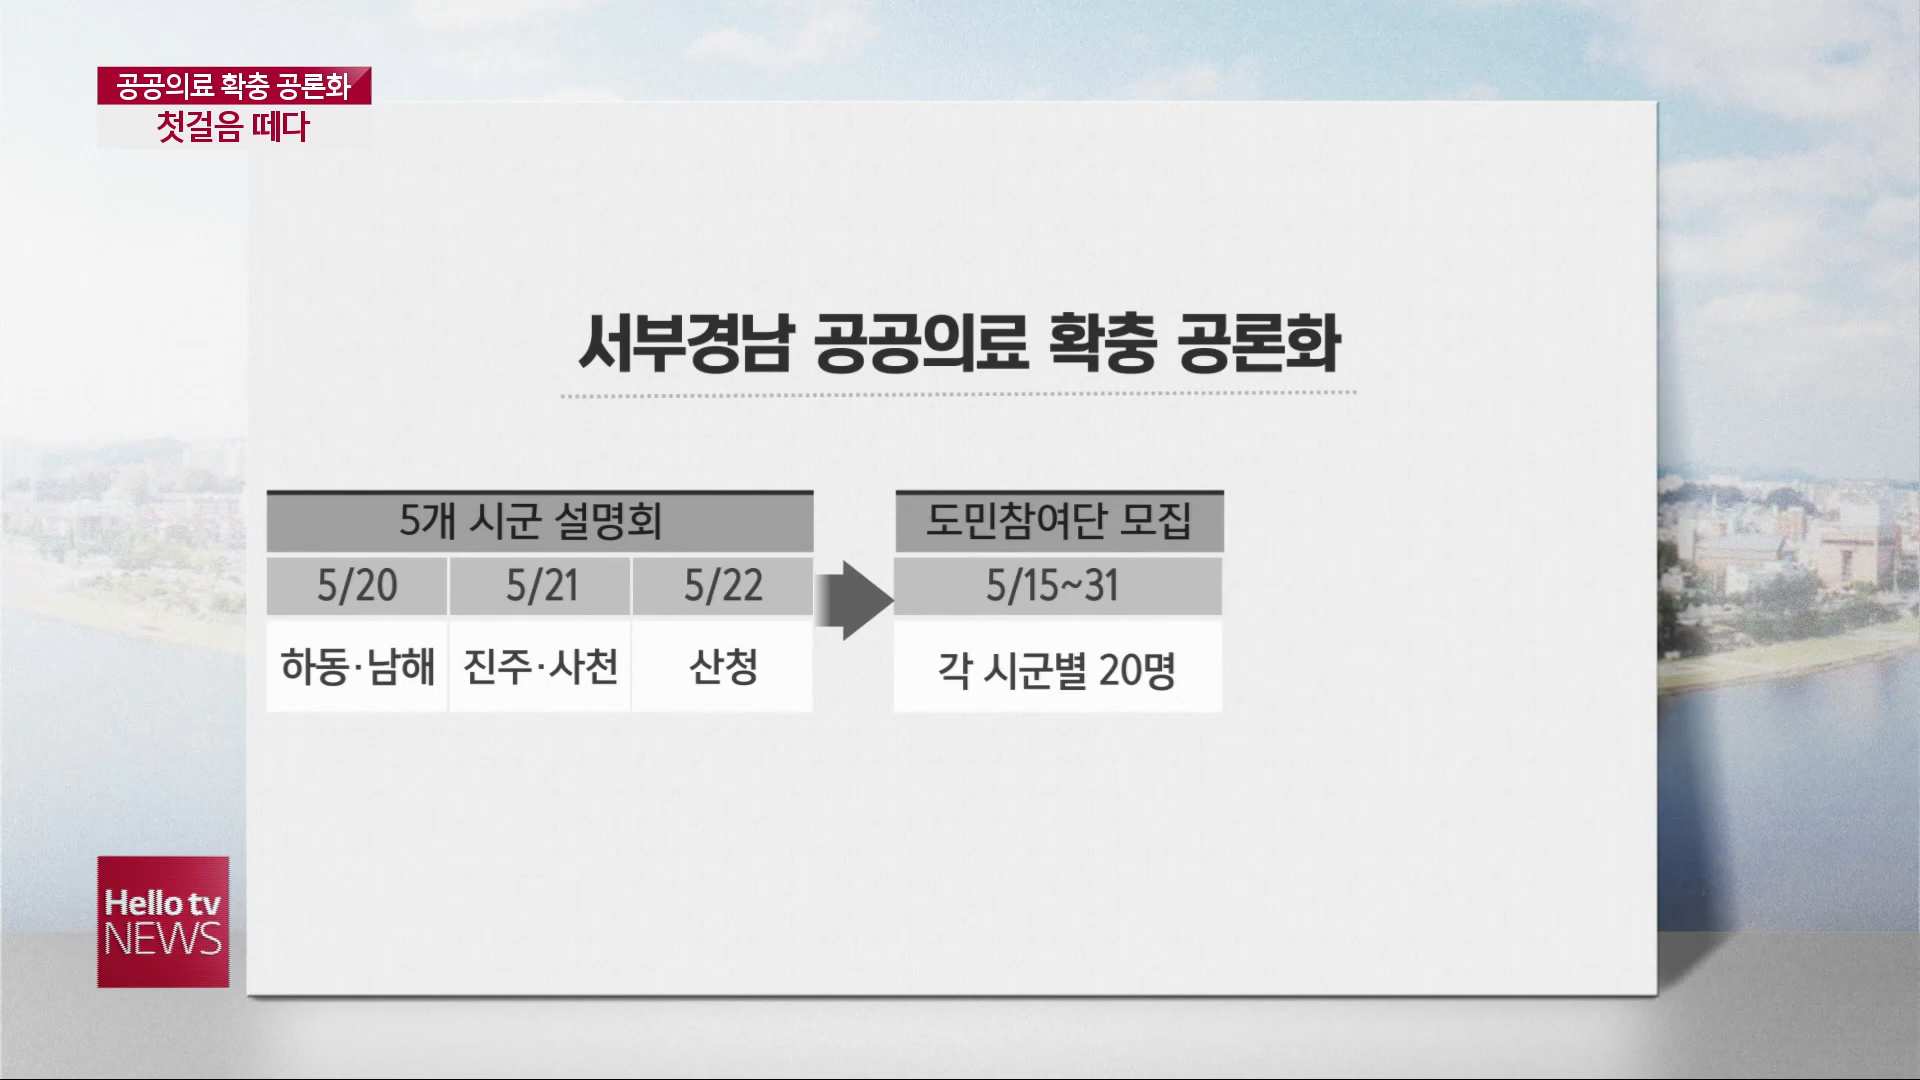 공공의료 확충 공론화
첫걸음 떼다
서부경남 공공의료 확충 공론화
5개 시군 설명회
5/20 5/21 5/22
하동·남해 진주·사천 산청
도민참여단 모집
5/15~31
각 시군별 20명
Hello tv
NEWS